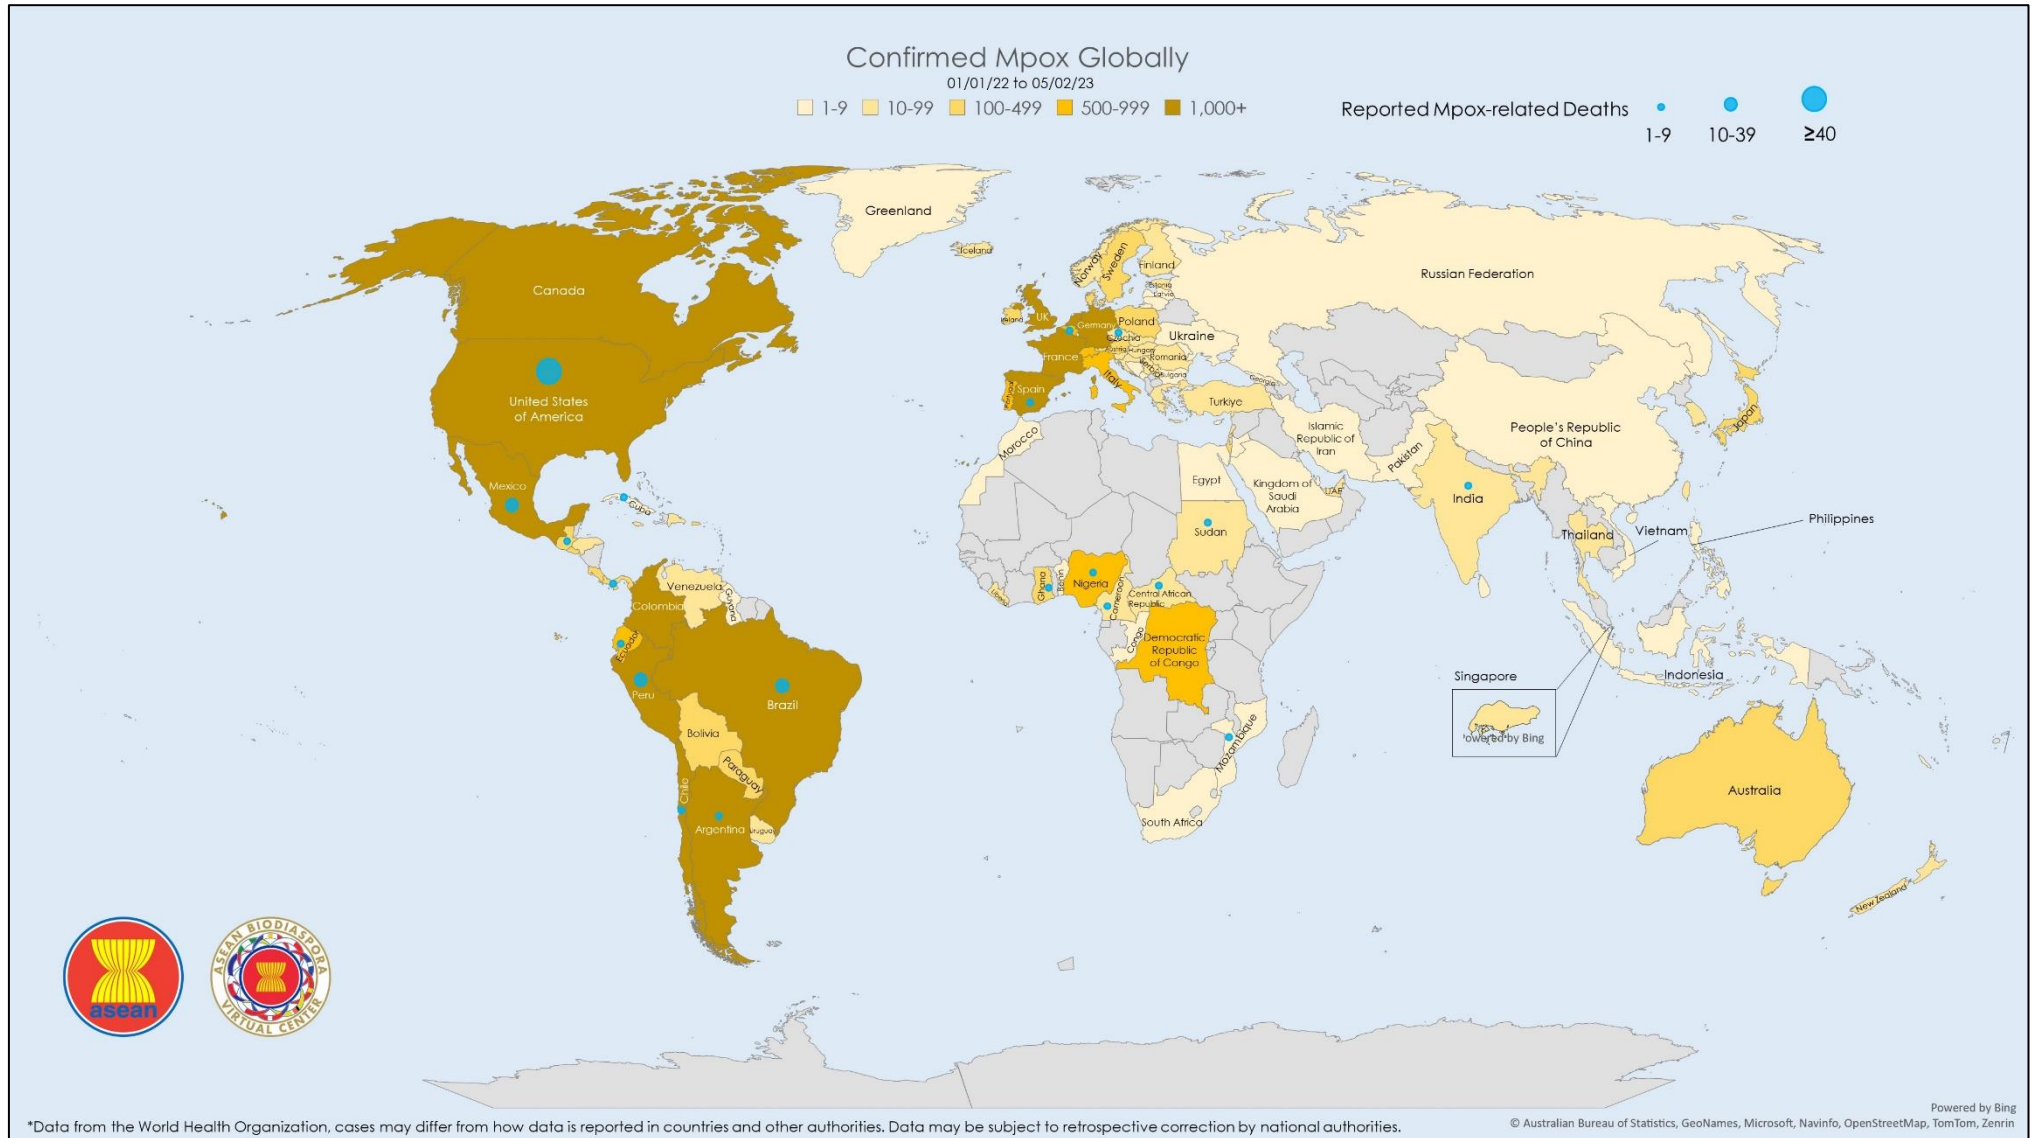 Confirmed Mpox Globally
01/01/22 to 05/02/23
1-9 10-99 100-499 500-999 1,000+
Reported Mpox-related Deaths
1-9 10-39 ≥40
Greenland
Iceland
Norway
Sweden
Finland
Estonia
Latvia
Russian Federation
Canada
Ireland
UK
Germany
Poland
Czechia
Ukraine
France
Austria
Hungary
Romania
Serbia
Bulgaria
Italy
Georgia
Portugal
Spain
Turkiye
United States
of America
Japan
People's Republic
of China
Islamic
Republic of
Iran
Pakistan
Morocco
Egypt
Kingdom of
Saudi
Arabia
UAE
India
Mexico
Cuba
Sudan
Philippines
Vietnam
Thailand
Venezuela
Guyana
Colombia
Liberia
Ghana
Benin
Nigeria
Cameroon
Central African
Republic
Congo
Democratic
Republic
of Congo
Ecuador
Peru
Brazil
Singapore
Indonesia
'owered by Bing
Bolivia
Paraguay
Mozambique
Chile
Argentina
Uruguay
South Africa
Australia
New Zealand
asean
ASEAN BIODIASPORA
VIRTUAL CENTER
Powered by Bing
*Data from the World Health Organization, cases may differ from how data is reported in countries and other authorities. Data may be subject to retrospective correction by national authorities.
© Australian Bureau of Statistics, GeoNames, Microsoft, Navinfo, OpenStreetMap, TomTom, Zenrin